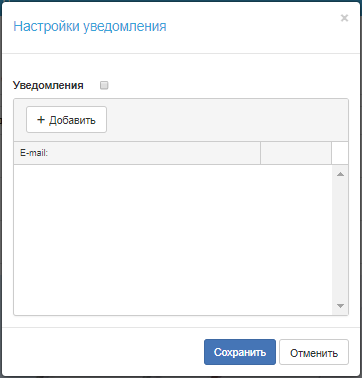 Настройки уведомления
×
Уведомления
+ Добавить
E-mail:
Сохранить Отменить